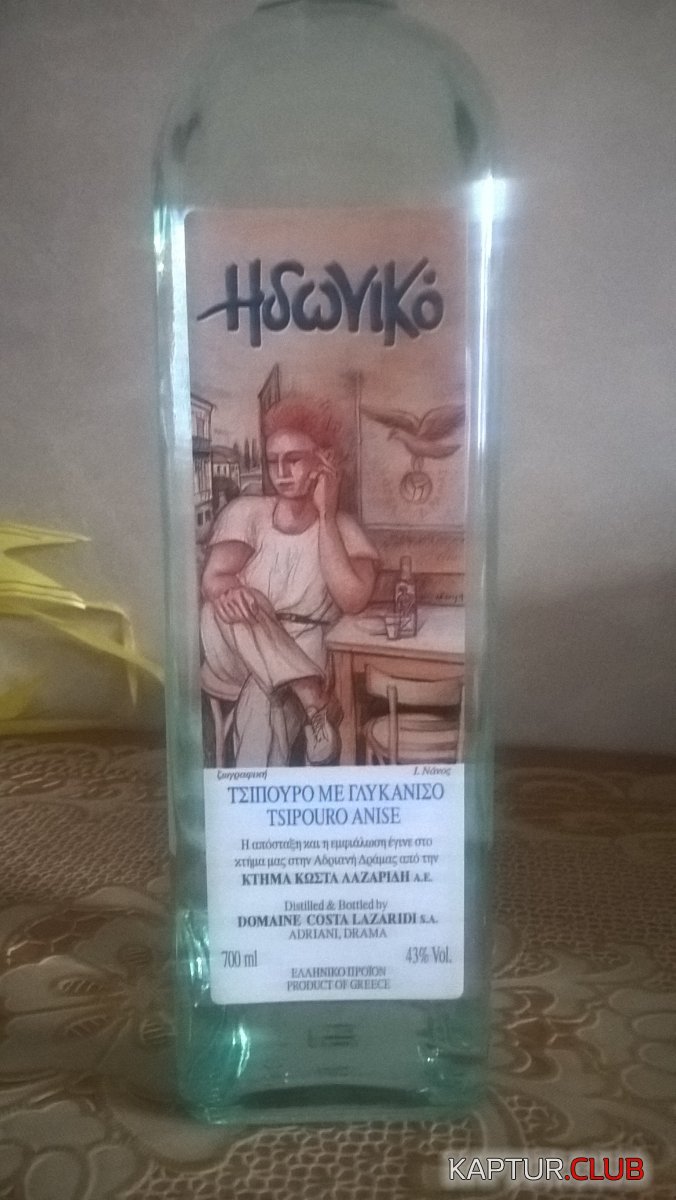 Ηδωνικό
ζωγραφική Ι. Νάνος
ΤΣΙΠΟΥΡΟ ΜΕ ΓΛΥΚΑΝΙΣΟ
TSIPOURO ANISE
Η απόσταξη και η εμφιάλωση έγινε στο
κτήμα μας στην Αδριανή Δράμας από την
ΚΤΗΜΑ ΚΩΣΤΑ ΛΑΖΑΡΙΔΗ Α.Ε.
Distilled & Bottled by
DOMAINE COSTA LAZARIDI S.A.
ADRIANI, DRAMA
700 ml 43% Vol.
ΕΛΛΗΝΙΚΟ ΠΡΟΪΟΝ
PRODUCT OF GREECE
KAPTUR.CLUB